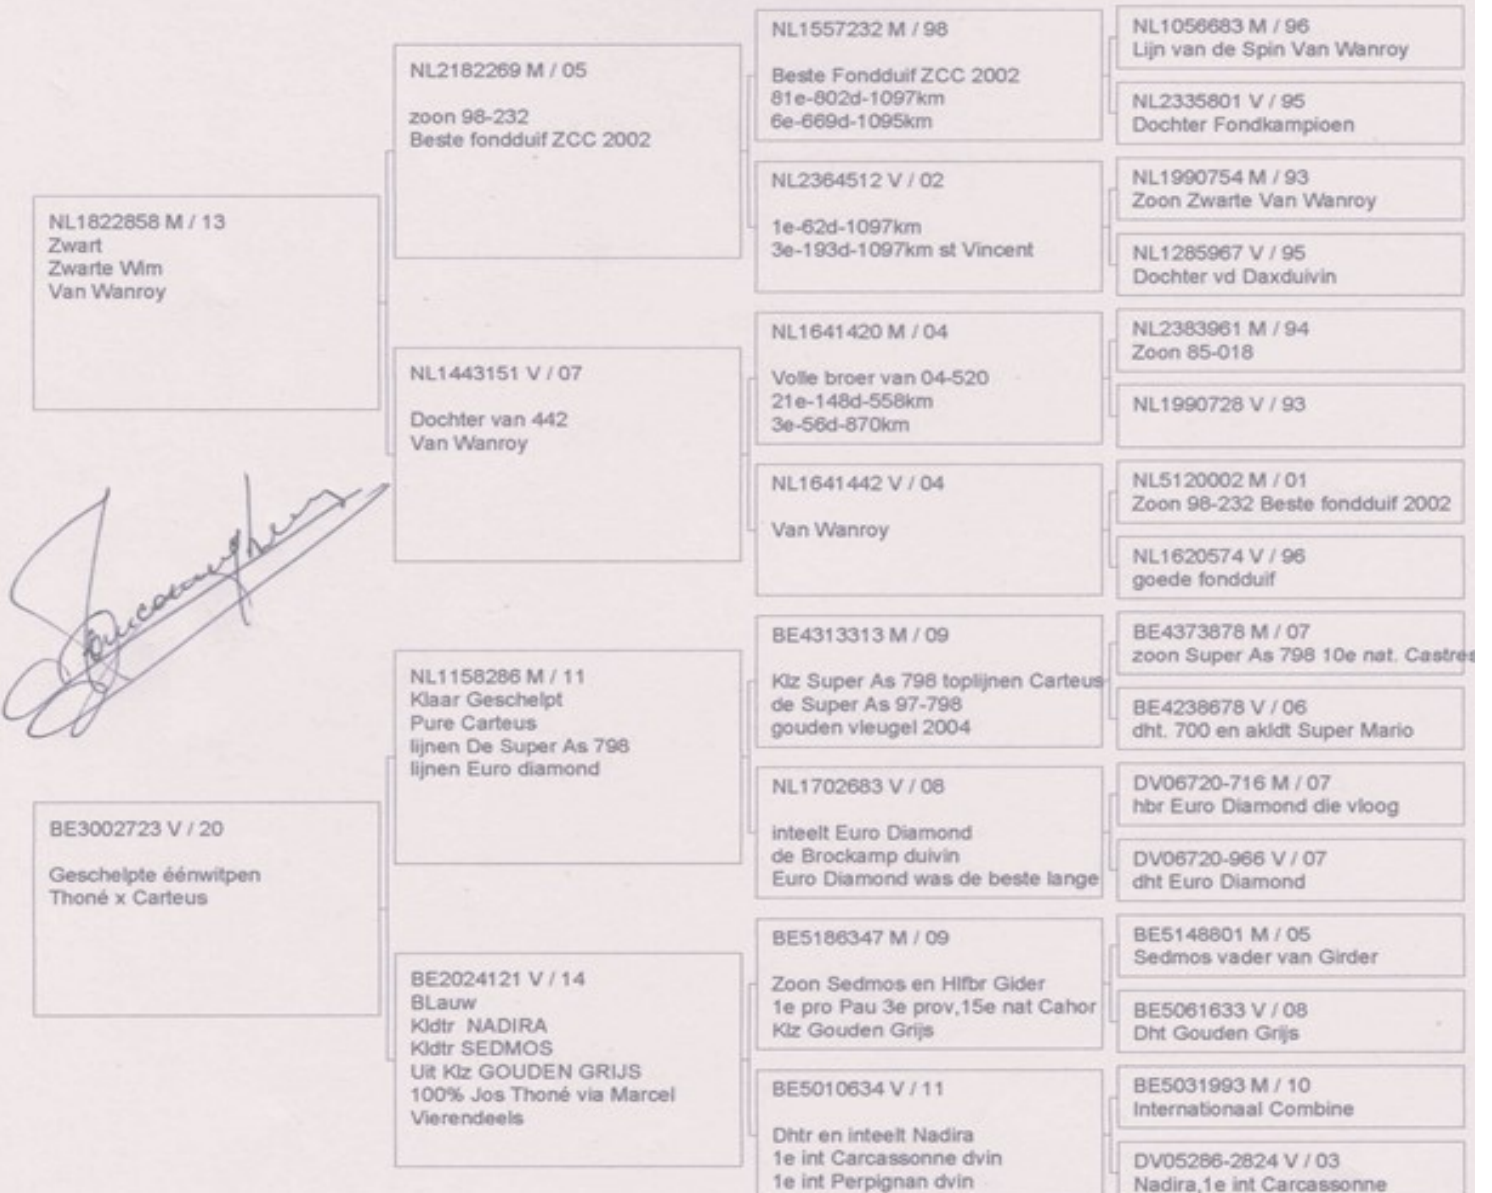 NL1822858 M / 13
Zwart
Zwarte Wim
Van Wanroy
BE3002723 V / 20
Geschelpte éénwitpen
Thoné x Carteus
NL2182269 M / 05
zoon 98-232
Beste fondduif ZCC 2002
NL1443151 V / 07
Dochter van 442
Van Wanroy
NL1158286 M / 11
Klaar Geschelpt
Pure Carteus
lijnen De Super As 798
lijnen Euro diamond
BE2024121 V / 14
BLauw
Kldtr NADIRA
Kldtr SEDMOS
Uit Klz GOUDEN GRIJS
100% Jos Thoné via Marcel
Vierendeels
NL1557232 M / 98
Beste Fondduif ZCC 2002
81e-802d-1097km
6e-669d-1095km
NL2364512 V / 02
1e-62d-1097km
3e-193d-1097km st Vincent
NL1641420 M / 04
Volle broer van 04-520
21e-148d-558km
3e-56d-870km
NL1641442 V / 04
Van Wanroy
BE4313313 M / 09
Klz Super As 798 toplijnen Carteus
de Super As 97-798
gouden vleugel 2004
NL1702683 V / 08
inteelt Euro Diamond
de Brockamp duivin
Euro Diamond was de beste lange
BE5186347 M / 09
Zoon Sedmos en Hlfbr Gider
1e pro Pau 3e prov,15e nat Cahor
Klz Gouden Grijs
BE5010634 V / 11
Dhtr en inteelt Nadira
1e int Carcassonne dvin
1e int Perpignan dvin
NL1056683 M / 96
Lijn van de Spin Van Wanroy
NL2335801 V / 95
Dochter Fondkampioen
NL1990754 M / 93
Zoon Zwarte Van Wanroy
NL1285967 V / 95
Dochter vd Daxduivin
NL2383961 M / 94
Zoon 85-018
NL1990728 V / 93
NL5120002 M / 01
Zoon 98-232 Beste fondduif 2002
NL1620574 V / 96
goede fondduif
BE4373878 M / 07
zoon Super As 798 10e nat. Castres
BE4238678 V / 06
dht. 700 en akldt Super Mario
DV06720-716 M / 07
hbr Euro Diamond die vloog
DV06720-966 V / 07
dht Euro Diamond
BE5148801 M / 05
Sedmos vader van Girder
BE5061633 V / 08
Dht Gouden Grijs
BE5031993 M / 10
Internationaal Combine
DV05286-2824 V / 03
Nadira,1e int Carcassonne